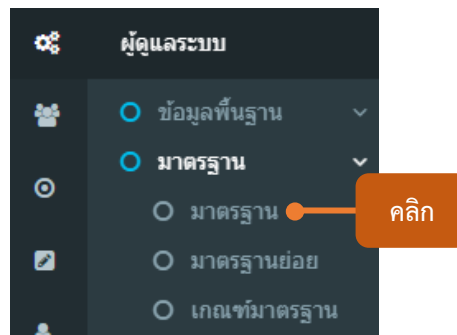 ผู้ดูแลระบบ
ข้อมูลพื้นฐาน
มาตรฐาน
มาตรฐาน
คลิก
มาตรฐานย่อย
เกณฑ์มาตรฐาน